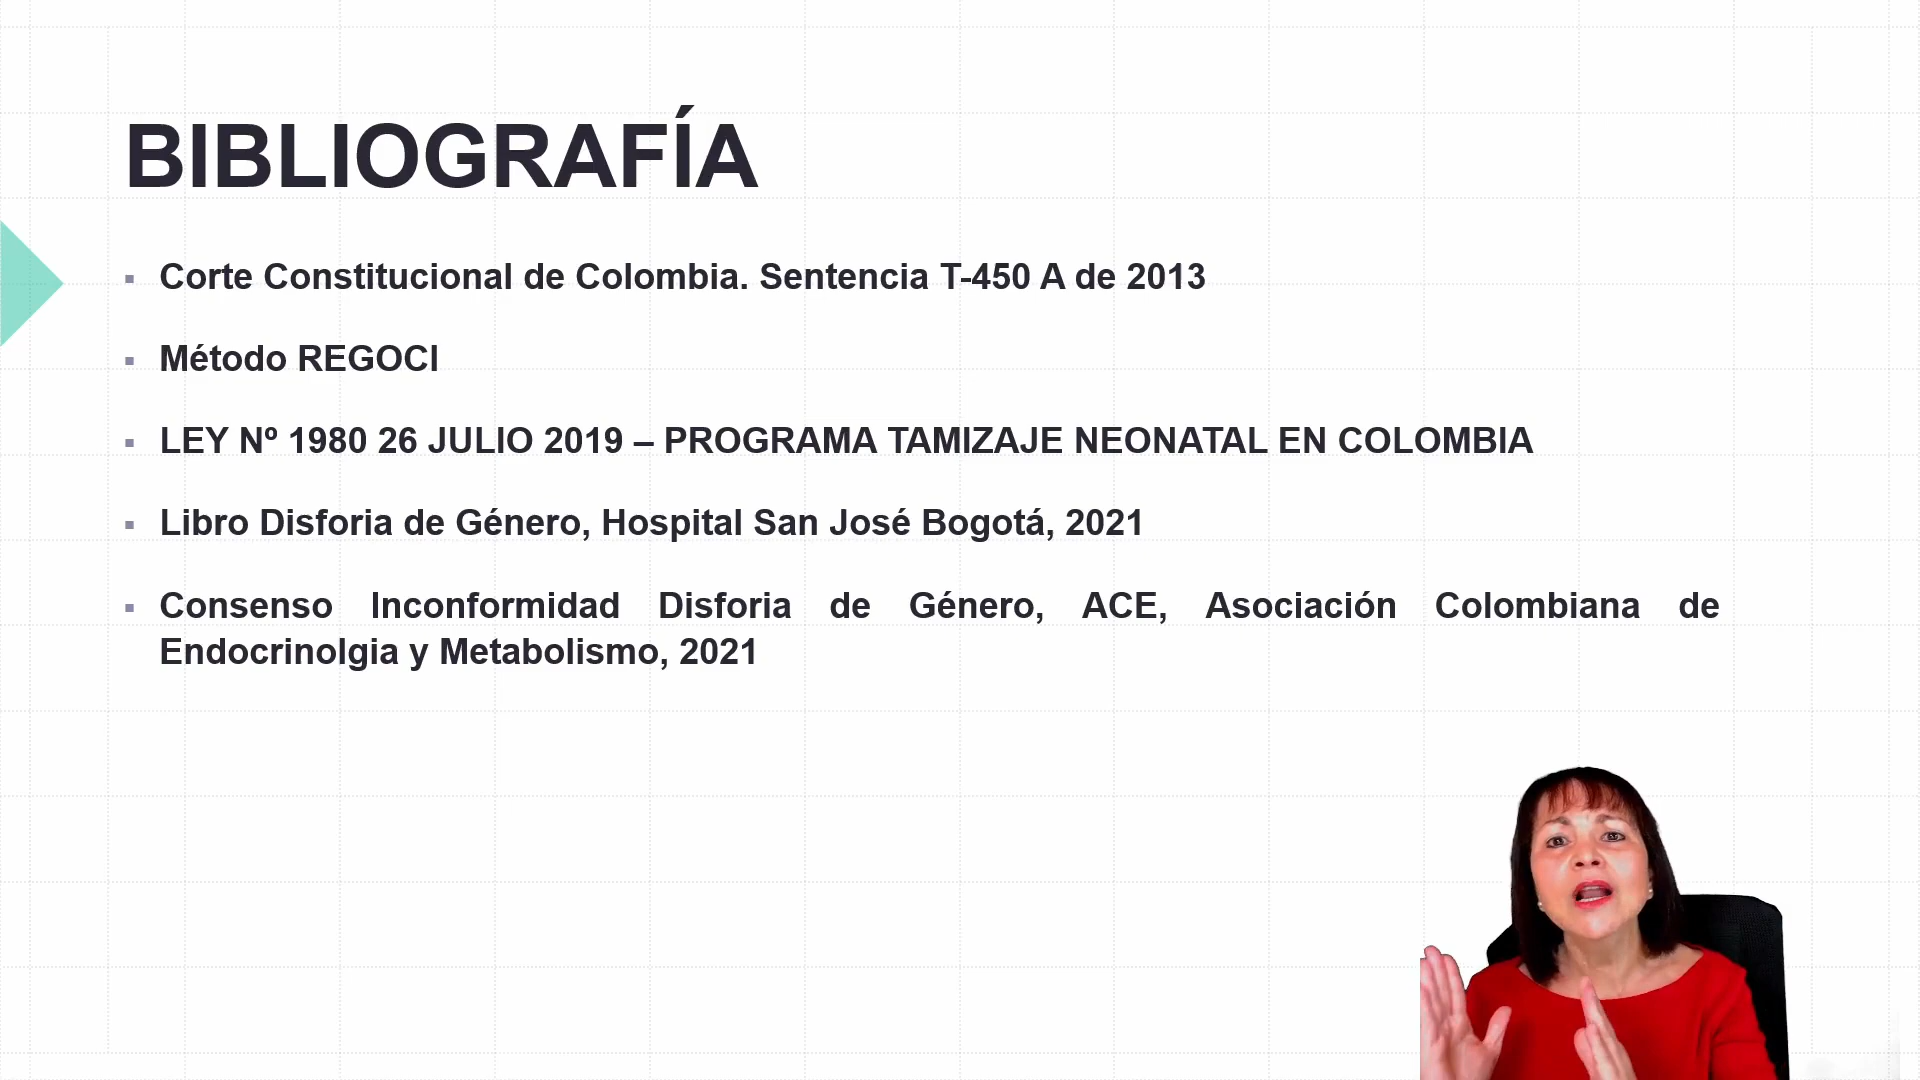 BIBLIOGRAFÍA
▪ Corte Constitucional de Colombia. Sentencia T-450 A de 2013
▪ Método REGOCI
▪ LEY Nº 1980 26 JULIO 2019 – PROGRAMA TAMIZAJE NEONATAL EN COLOMBIA
▪ Libro Disforia de Género, Hospital San José Bogotá, 2021
▪ Consenso Inconformidad Disforia de Género, ACE, Asociación Colombiana de
Endocrinolgia y Metabolismo, 2021